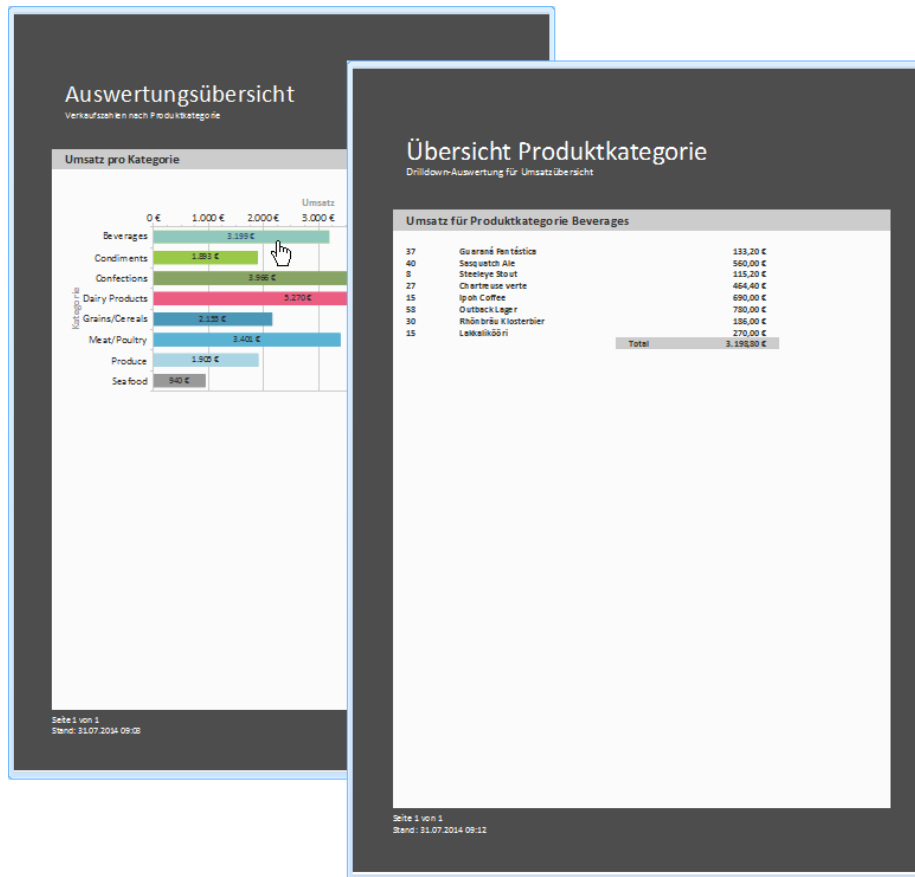 Auswertungsübersicht
Verkaufszahlen nach Produktkategorie
Umsatz pro Kategorie
Umsatz
0 € 1.000 € 2.000 € 3.000 €
Kategorie
Beverages 3.199 €
Condiments 1.893 €
Confections 3.966 €
Dairy Products 5.270 €
Grains/Cereals 2.135 €
Meat/Poultry 3.401 €
Produce 1.905 €
Seafood 940 €
Seite 1 von 1
Stand: 31.07.2014 09:08
Übersicht Produktkategorie
Drilldown-Auswertung für Umsatzübersicht
Umsatz für Produktkategorie Beverages
37 Guaraná Fantástica 133,20 €
40 Sasquatch Ale 560,00 €
8 Steeleye Stout 115,20 €
27 Chartreuse verte 464,40 €
15 Ipoh Coffee 690,00 €
58 Outback Lager 780,00 €
30 Rhönbräu Klosterbier 186,00 €
15 Lakkalikööri 270,00 €
Total 3.198,80 €
Seite 1 von 1
Stand: 31.07.2014 09:12